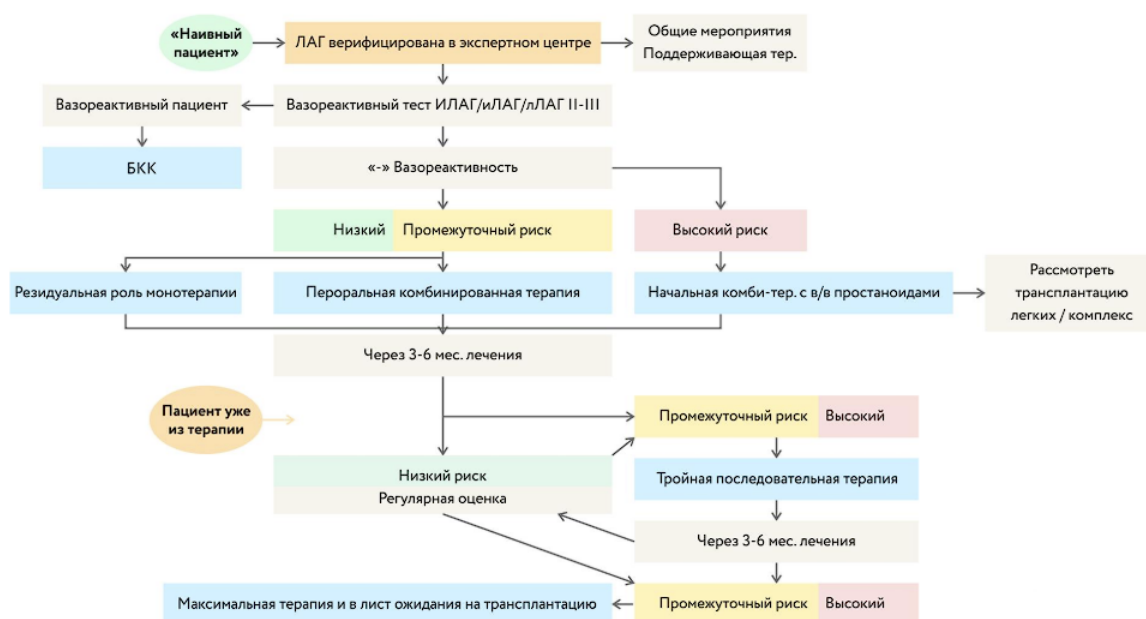 «Наивный
пациент»
ЛАГ верифицирована в экспертном центре
Общие мероприятия
Поддерживающая тер.
Вазореактивный пациент
Вазореактивный тест ИЛАГ/иЛАГ/лЛАГ II-III
БКК
«-» Вазореактивность
Низкий
Промежуточный риск
Высокий риск
Резидуальная роль монотерапии
Пероральная комбинированная терапия
Начальная комби-тер. с в/в простаноидами
Рассмотреть
трансплантацию
легких / комплекс
Через 3-6 мес. лечения
Пациент уже
из терапии
Промежуточный риск
Высокий
Низкий риск
Регулярная оценка
Тройная последовательная терапия
Через 3-6 мес. лечения
Максимальная терапия и в лист ожидания на трансплантацию
Промежуточный риск
Высокий